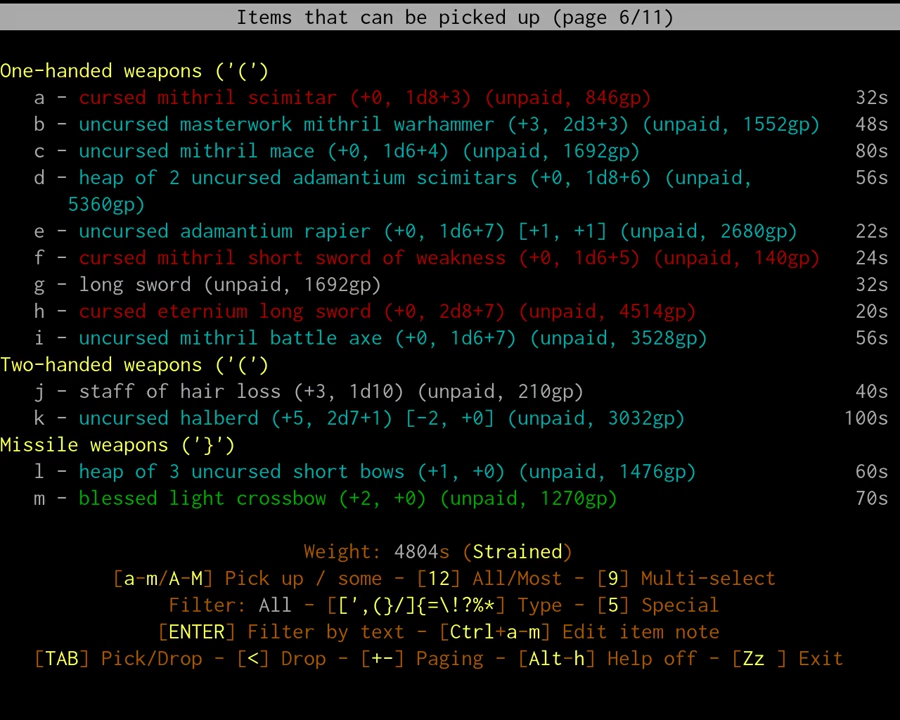 Items that can be picked up (page 6/11)
One-handed weapons ('(')
a - cursed mithril scimitar (+0, 1d8+3) (unpaid, 846gp) 32s
b - uncursed masterwork mithril warhammer (+3, 2d3+3) (unpaid, 1552gp) 48s
c - uncursed mithril mace (+0, 1d6+4) (unpaid, 1692gp) 80s
d - heap of 2 uncursed adamantium scimitars (+0, 1d8+6) (unpaid, 56s
5360gp)
e - uncursed adamantium rapier (+0, 1d6+7) [+1, +1] (unpaid, 2680gp) 22s
f - cursed mithril short sword of weakness (+0, 1d6+5) (unpaid, 140gp) 24s
g - long sword (unpaid, 1692gp) 32s
h - cursed eternium long sword (+0, 2d8+7) (unpaid, 4514gp) 20s
i - uncursed mithril battle axe (+0, 1d6+7) (unpaid, 3528gp) 56s
Two-handed weapons ('(')
j - staff of hair loss (+3, 1d10) (unpaid, 210gp) 40s
k - uncursed halberd (+5, 2d7+1) [-2, +0] (unpaid, 3032gp) 100s
Missile weapons ('}')
l - heap of 3 uncursed short bows (+1, +0) (unpaid, 1476gp) 60s
m - blessed light crossbow (+2, +0) (unpaid, 1270gp) 70s
Weight: 4804s (Strained)
[a-m/A-M] Pick up / some - [12] All/Most - [9] Multi-select
Filter: All - [[',(}/]{=\!?%*] Type - [5] Special
[ENTER] Filter by text - [Ctrl+a-m] Edit item note
[TAB] Pick/Drop - [<] Drop - [+-] Paging - [Alt-h] Help off - [Zz ] Exit